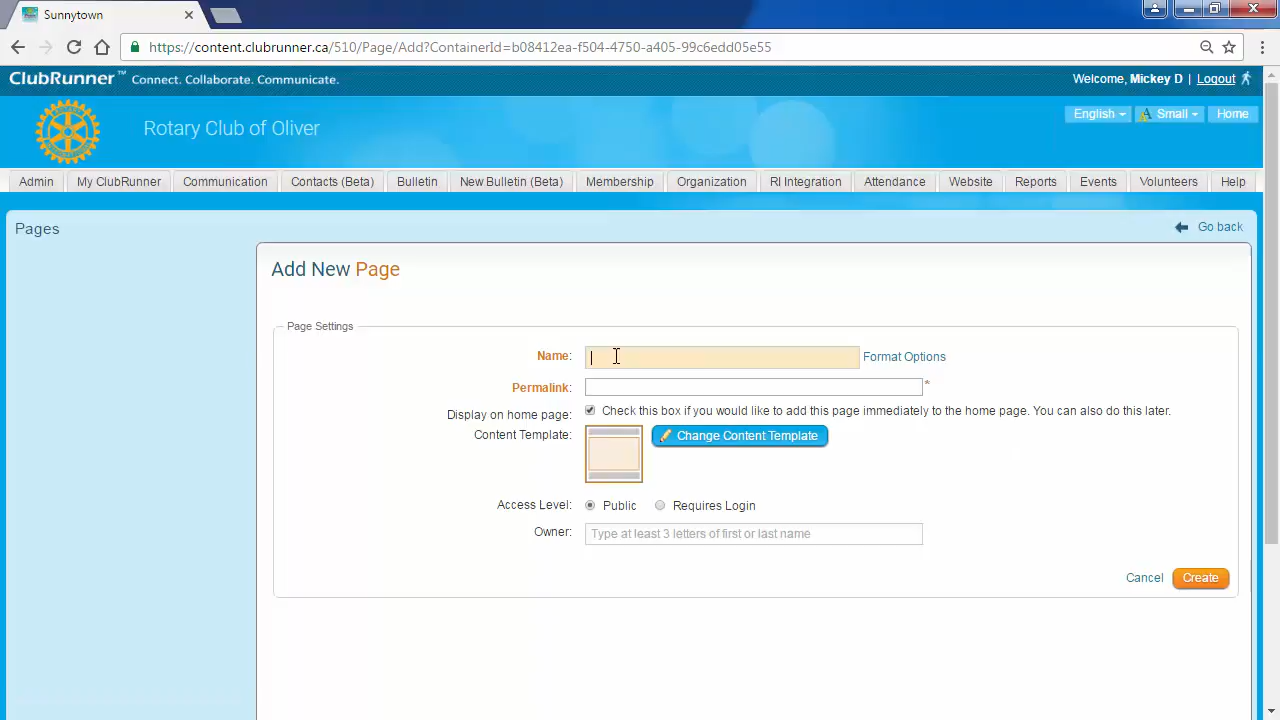 Sunnytown
https://content.clubrunner.ca/510/Page/Add?ContainerId=b08412ea-f504-4750-a405-99c6edd05e55
ClubRunner™ Connect. Collaborate. Communicate.
Welcome, Mickey D | Logout
Rotary Club of Oliver
English Small Home
Admin My ClubRunner Communication Contacts (Beta) Bulletin New Bulletin (Beta) Membership Organization RI Integration Attendance Website Reports Events Volunteers Help
Pages
Go back
Add New Page
Page Settings
Name: Format Options
Permalink: *
Display on home page: Check this box if you would like to add this page immediately to the home page. You can also do this later.
Content Template: Change Content Template
Access Level: Public Requires Login
Owner: Type at least 3 letters of first or last name
Cancel Create